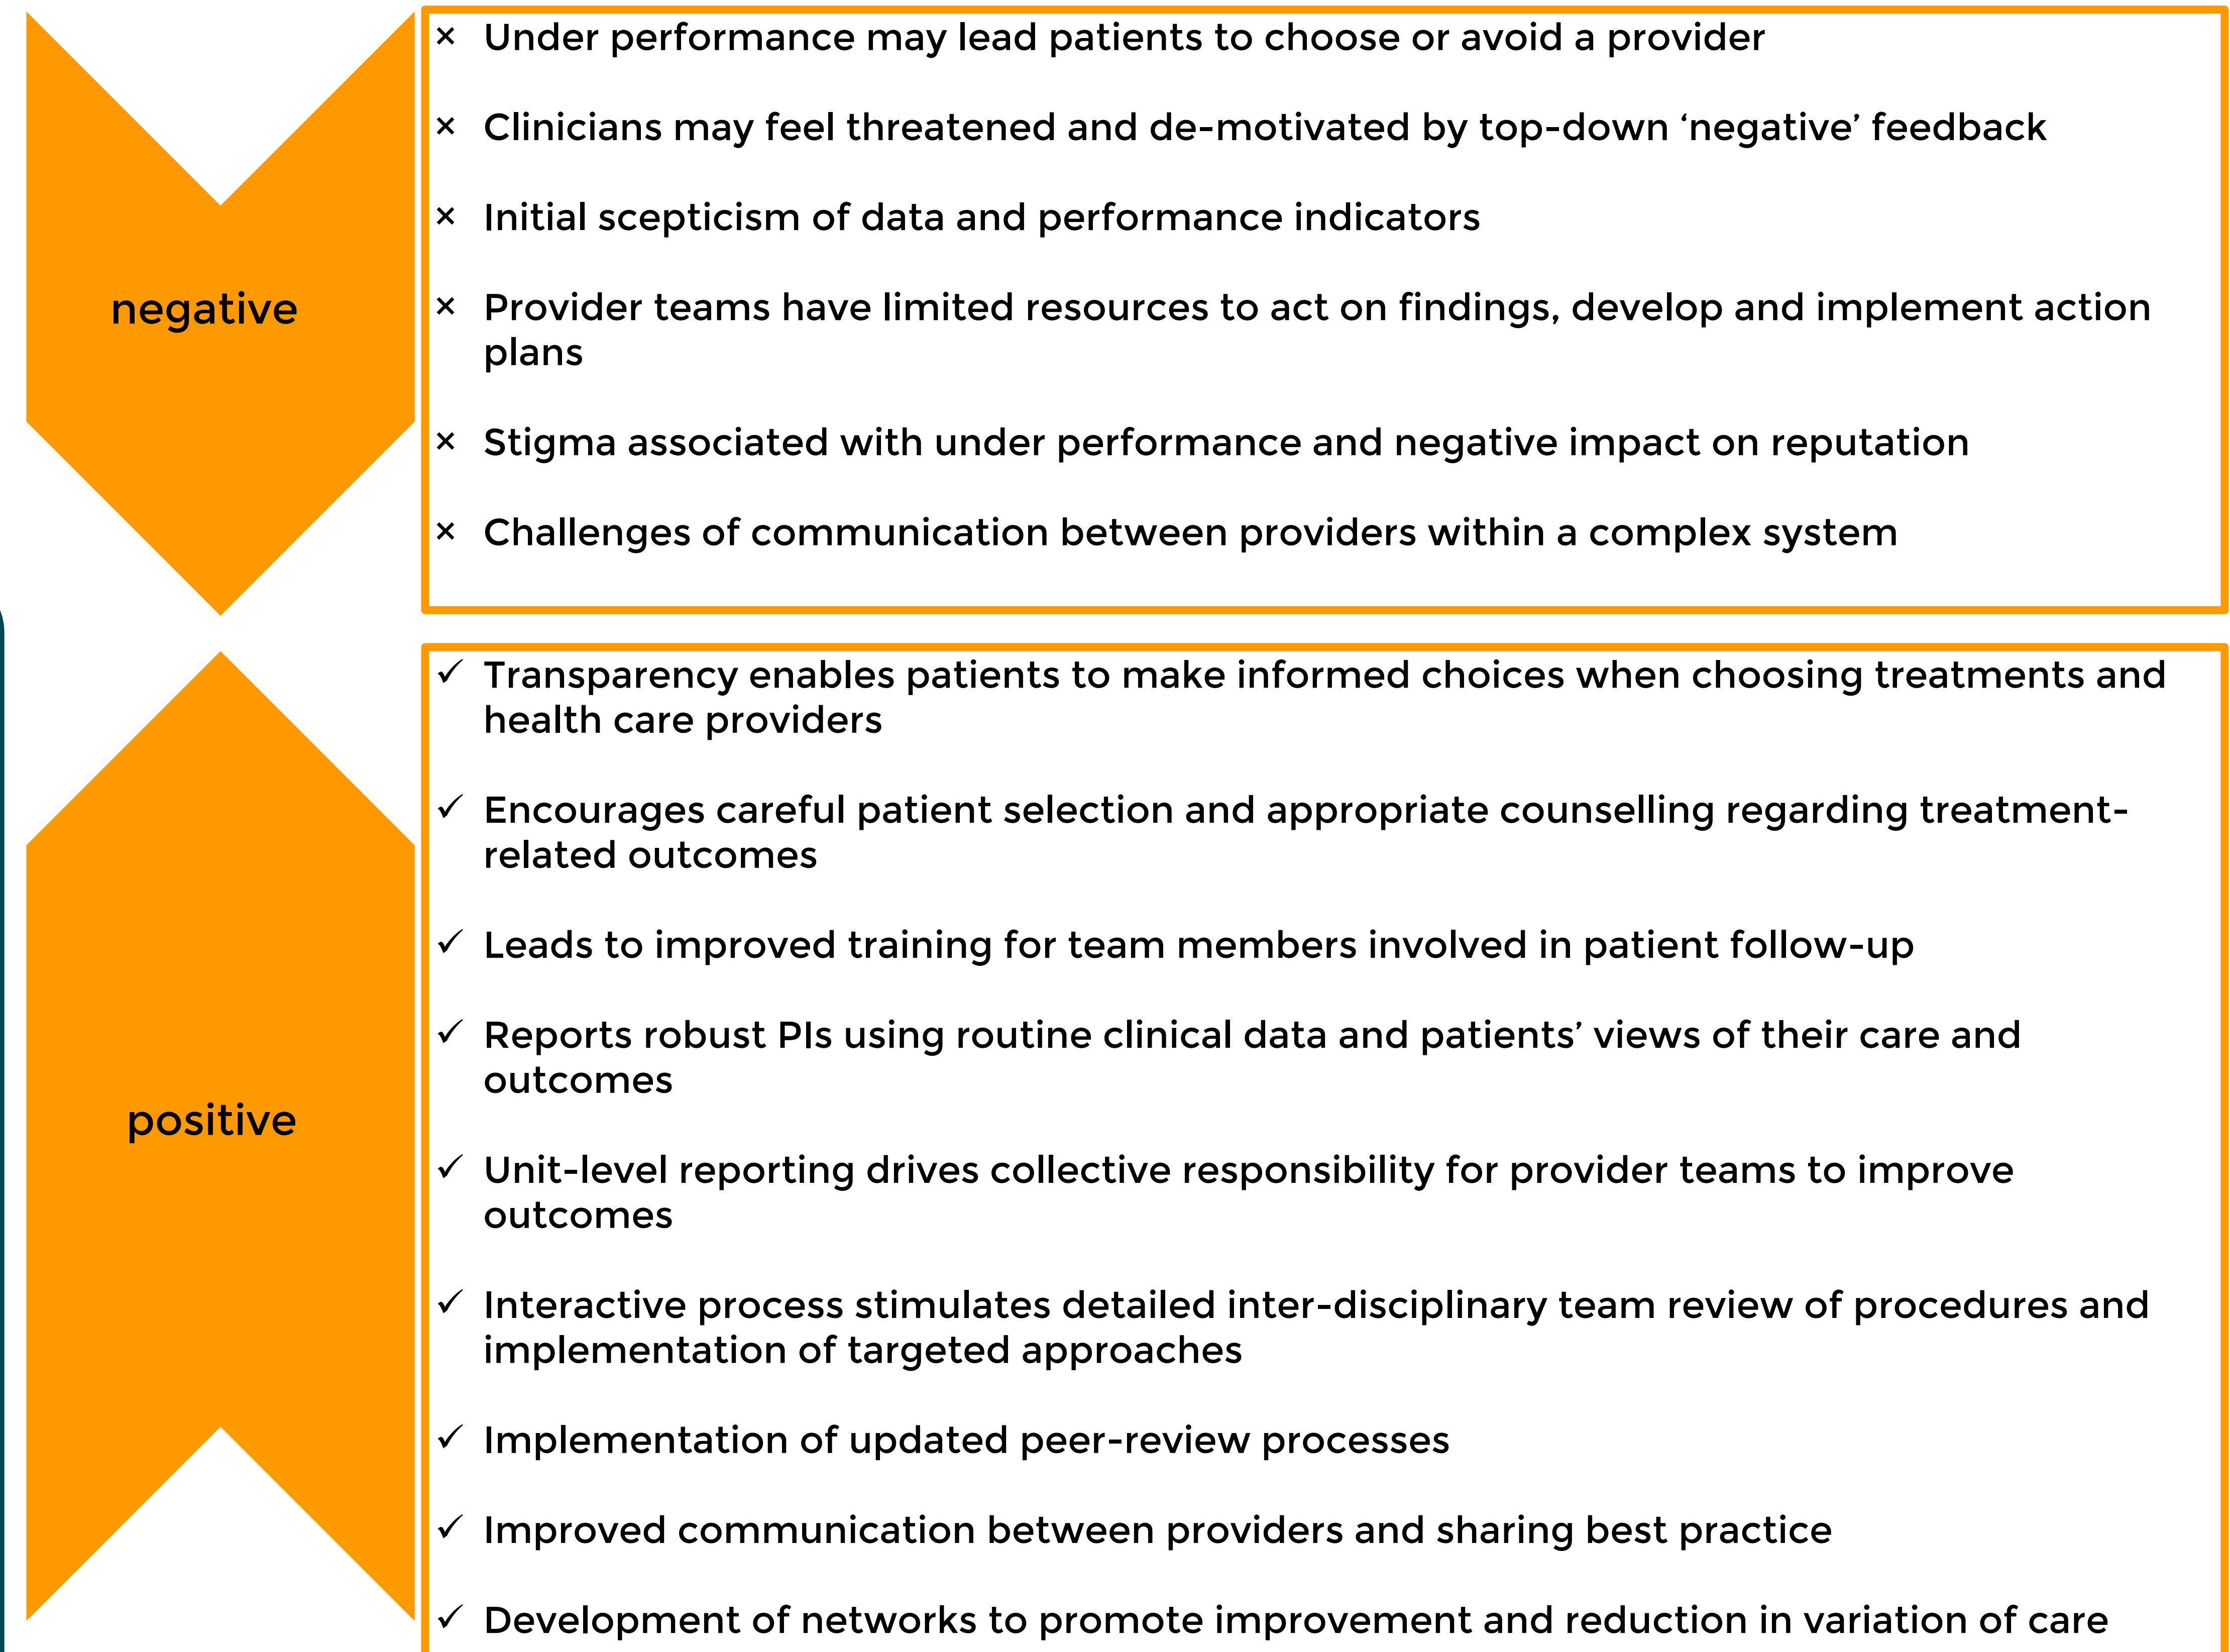 negative
× Under performance may lead patients to choose or avoid a provider
× Clinicians may feel threatened and de-motivated by top-down ‘negative’ feedback
× Initial scepticism of data and performance indicators
× Provider teams have limited resources to act on findings, develop and implement action
plans
× Stigma associated with under performance and negative impact on reputation
× Challenges of communication between providers within a complex system
positive
✓ Transparency enables patients to make informed choices when choosing treatments and
health care providers
✓ Encourages careful patient selection and appropriate counselling regarding treatment-
related outcomes
✓ Leads to improved training for team members involved in patient follow-up
✓ Reports robust PIs using routine clinical data and patients’ views of their care and
outcomes
✓ Unit-level reporting drives collective responsibility for provider teams to improve
outcomes
✓ Interactive process stimulates detailed inter-disciplinary team review of procedures and
implementation of targeted approaches
✓ Implementation of updated peer-review processes
✓ Improved communication between providers and sharing best practice
✓ Development of networks to promote improvement and reduction in variation of care